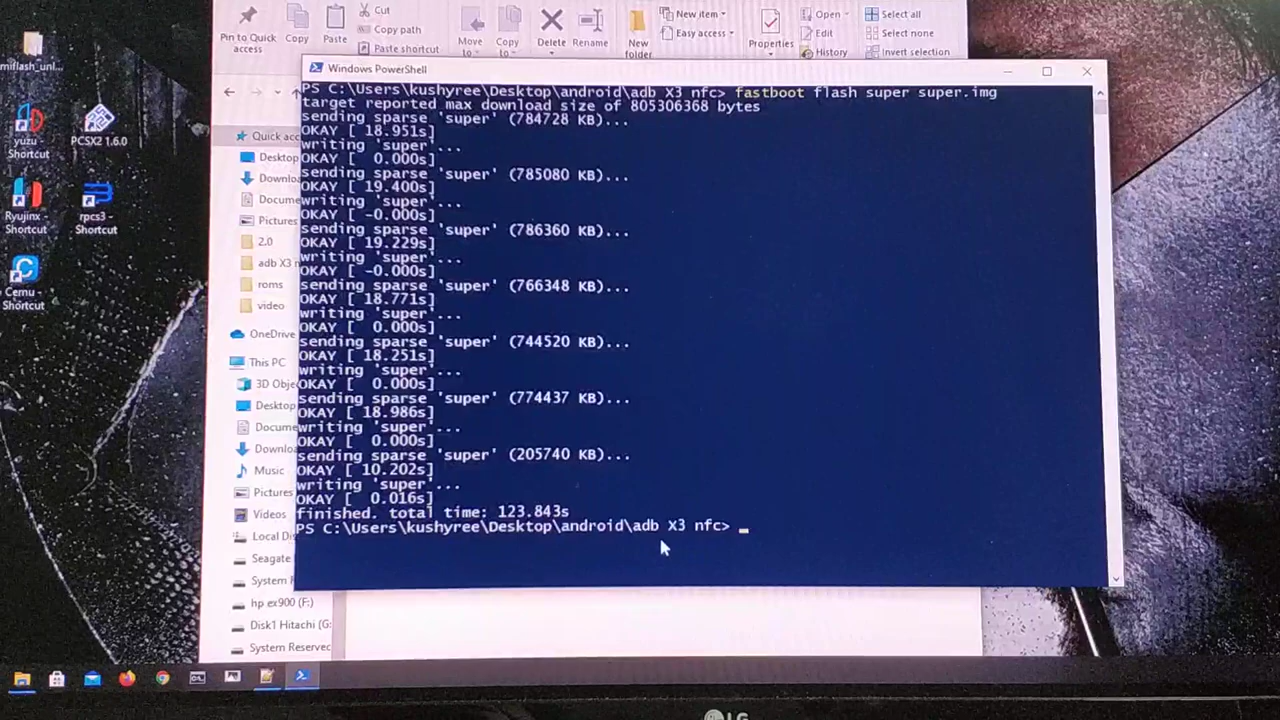 Pin to Quick access
Copy
Paste
Cut
Copy path
Paste shortcut
Move to
Copy to
Delete
Rename
New folder
New item
Easy access
Properties
Open
Edit
History
Select all
Select none
Invert selection
miflash_unl...
yuzu - Shortcut
PCSX2 1.6.0
Ryujinx - Shortcut
rpcs3 - Shortcut
Cemu - Shortcut
Quick acc
Desktop
Downlo
Docume
Pictures
2.0
adb X3 n
roms
video
OneDrive
This PC
3D Obje
Desktop
Docume
Downloa
Music
Pictures
Videos
Local Dis
Seagate
System R
hp ex900 (F:)
Disk1 Hitachi (G:
System Reserved
Windows PowerShell
PS C:\Users\kushyree\Desktop\android\adb X3 nfc> fastboot flash super super.img
target reported max download size of 805306368 bytes
sending sparse 'super' (784728 KB)...
OKAY [ 18.951s]
writing 'super'...
OKAY [  0.000s]
sending sparse 'super' (785080 KB)...
OKAY [ 19.400s]
writing 'super'...
OKAY [ -0.000s]
sending sparse 'super' (786360 KB)...
OKAY [ 19.229s]
writing 'super'...
OKAY [ -0.000s]
sending sparse 'super' (766348 KB)...
OKAY [ 18.771s]
writing 'super'...
OKAY [  0.000s]
sending sparse 'super' (744520 KB)...
OKAY [ 18.251s]
writing 'super'...
OKAY [  0.000s]
sending sparse 'super' (774437 KB)...
OKAY [ 18.986s]
writing 'super'...
OKAY [  0.000s]
sending sparse 'super' (205740 KB)...
OKAY [ 10.202s]
writing 'super'...
OKAY [  0.016s]
finished. total time: 123.843s
PS C:\Users\kushyree\Desktop\android\adb X3 nfc> _
LG